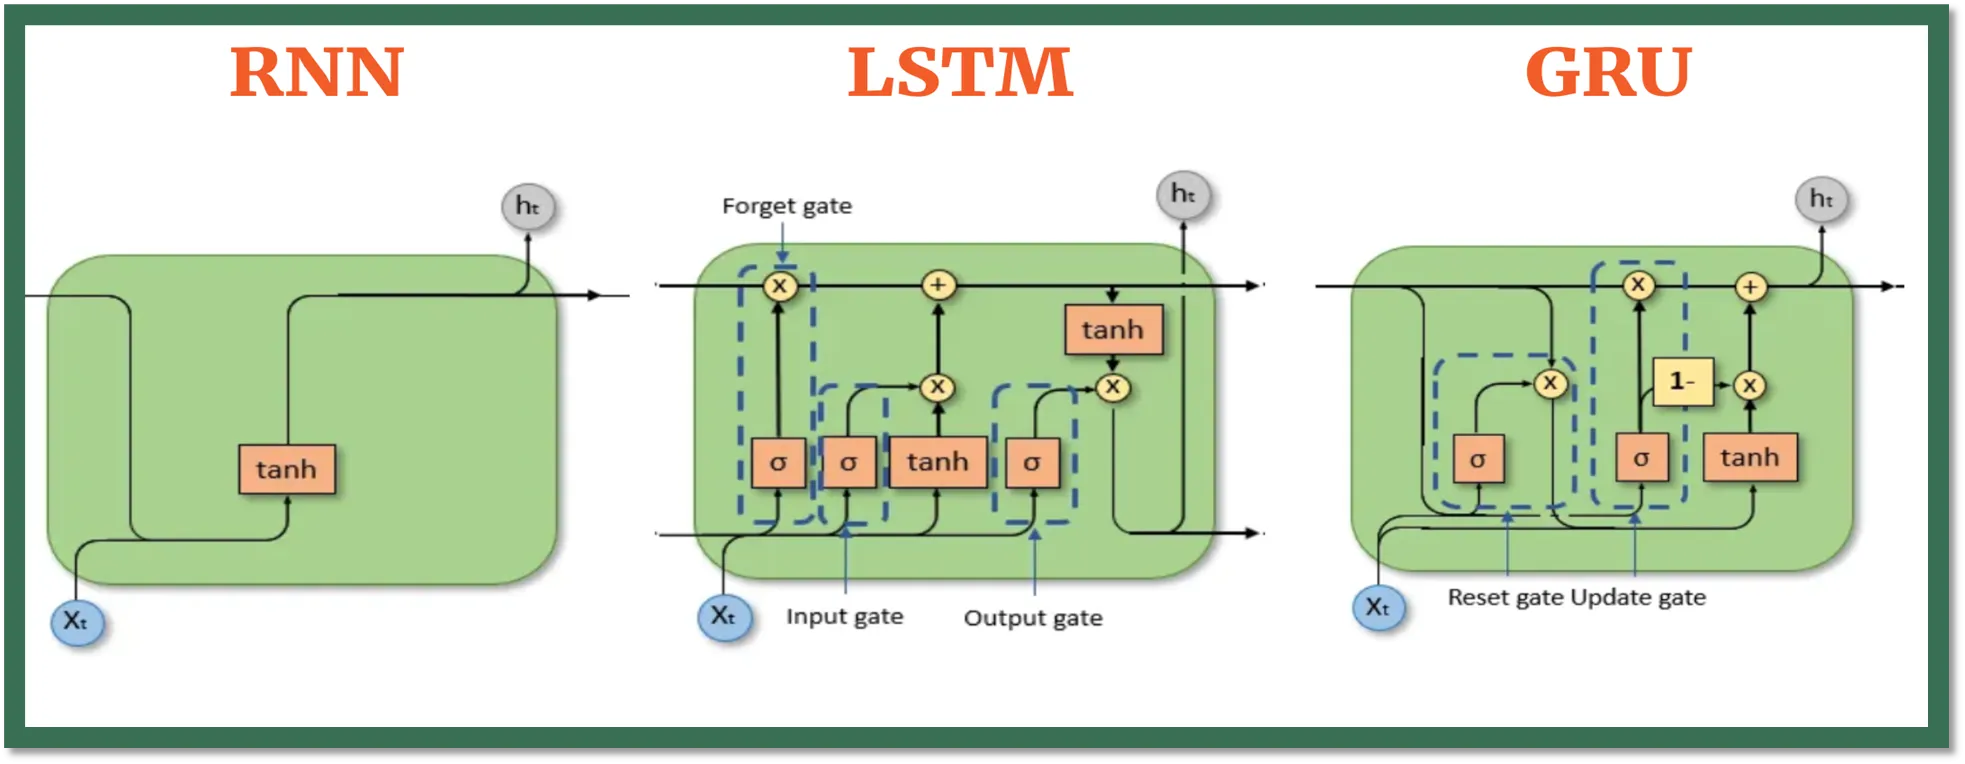 RNN
LSTM
GRU
hₜ
tanh
Xₜ
Forget gate
hₜ
x
+
tanh
x
x
σ
σ
tanh
σ
Xₜ
Input gate
Output gate
hₜ
x
+
x
1-
x
σ
σ
tanh
Xₜ
Reset gate Update gate